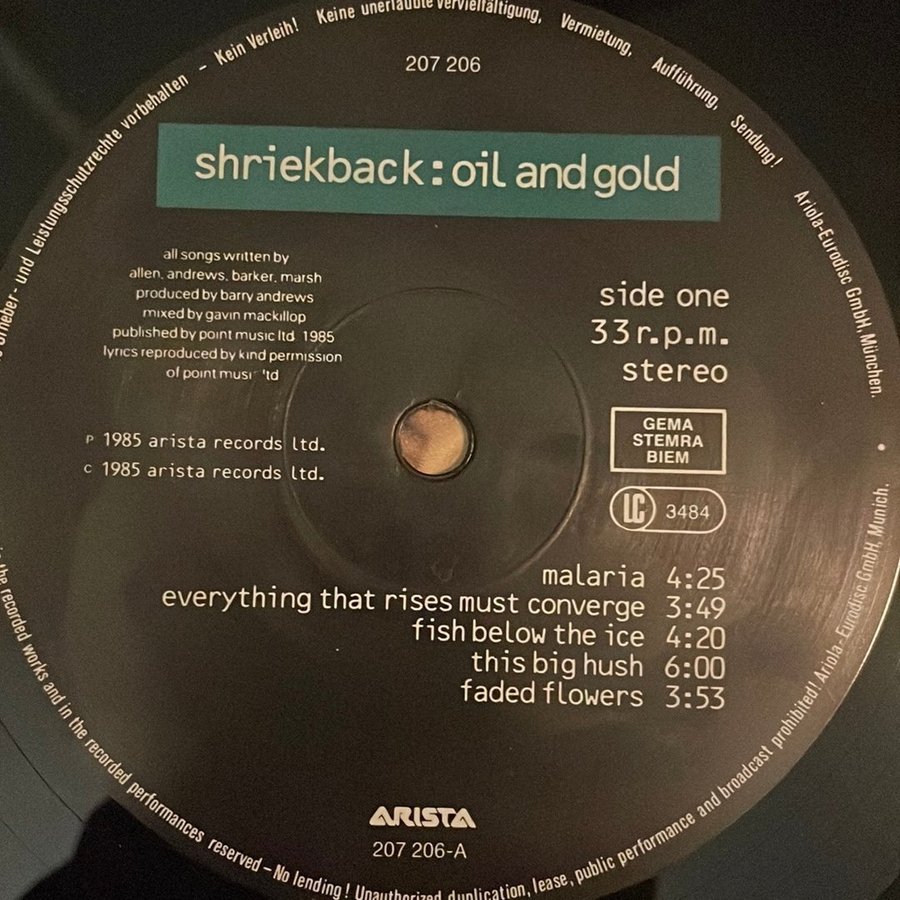 Urheber- und Leistungsschutzrechte vorbehalten – Kein Verleih! Keine unerlaubte Vervielfältigung, Vermietung, Aufführung, Sendung! Ariola-Eurodisc GmbH, München.
207 206
shriekback: oil and gold
all songs written by
allen, andrews, barker, marsh
produced by barry andrews
mixed by gavin mackillop
published by point music ltd 1985
lyrics reproduced by kind permission
of point music ltd
side one
33 r.p.m.
stereo
GEMA
STEMRA
BIEM
LC 3484
P 1985 arista records ltd.
C 1985 arista records ltd.
malaria 4:25
everything that rises must converge 3:49
fish below the ice 4:20
this big hush 6:00
faded flowers 3:53
ARISTA
207 206-A
the recorded works and in the recorded performances reserved – No lending! Unauthorized duplication, lease, public performance and broadcast prohibited! Ariola-Eurodisc GmbH, Munich.